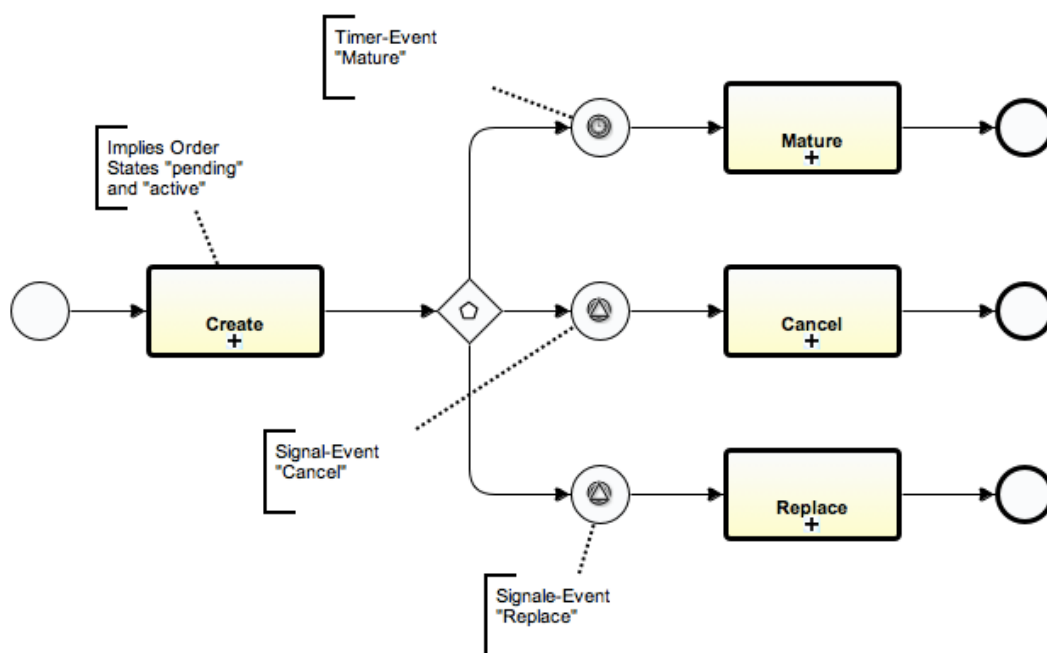 Timer-Event
"Mature"
Mature
Implies Order
States "pending"
and "active"
Create
Cancel
Signal-Event
"Cancel"
Replace
Signale-Event
"Replace"